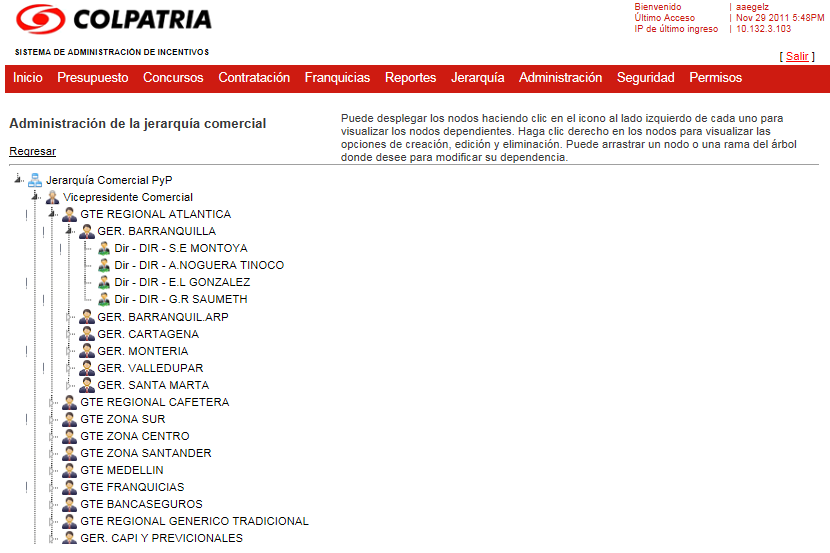 COLPATRIA
SISTEMA DE ADMINISTRACIÓN DE INCENTIVOS
Bienvenido | aaegelz
Último Acceso | Nov 29 2011 5:48PM
IP de último ingreso | 10.132.3.103
[ Salir ]
Inicio Presupuesto Concursos Contratación Franquicias Reportes Jerarquía Administración Seguridad Permisos
Administración de la jerarquía comercial
Regresar
Puede desplegar los nodos haciendo clic en el icono al lado izquierdo de cada uno para
visualizar los nodos dependientes. Haga clic derecho en los nodos para visualizar las
opciones de creación, edición y eliminación. Puede arrastrar un nodo o una rama del árbol
donde desee para modificar su dependencia.
Jerarquía Comercial PyP
Vicepresidente Comercial
GTE REGIONAL ATLANTICA
GER. BARRANQUILLA
Dir - DIR - S.E MONTOYA
Dir - DIR - A.NOGUERA TINOCO
Dir - DIR - E.L GONZALEZ
Dir - DIR - G.R SAUMETH
GER. BARRANQUIL.ARP
GER. CARTAGENA
GER. MONTERIA
GER. VALLEDUPAR
GER. SANTA MARTA
GTE REGIONAL CAFETERA
GTE ZONA SUR
GTE ZONA CENTRO
GTE ZONA SANTANDER
GTE MEDELLIN
GTE FRANQUICIAS
GTE BANCASEGUROS
GTE REGIONAL GENERICO TRADICIONAL
GER. CAPI Y PREVICIONALES